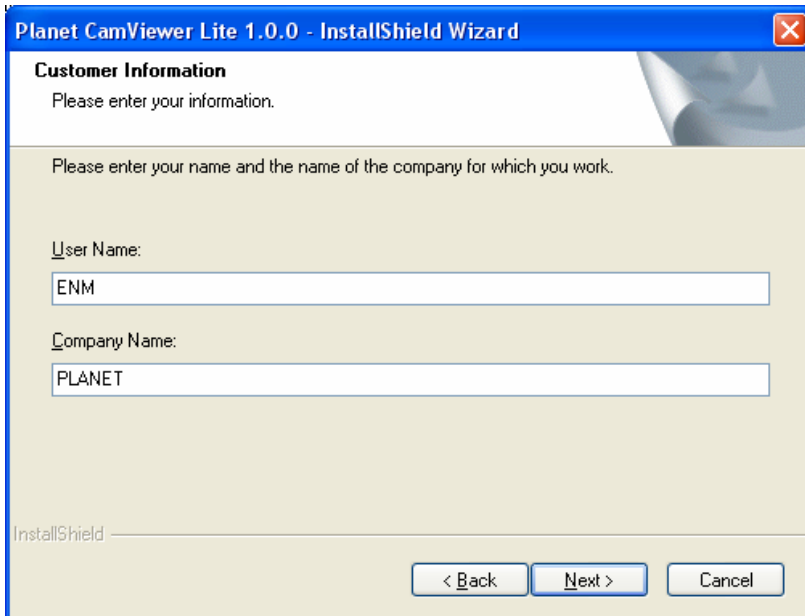 Planet CamViewer Lite 1.0.0 - InstallShield Wizard
Customer Information
Please enter your information.
Please enter your name and the name of the company for which you work.
User Name:
ENM
Company Name:
PLANET
InstallShield
< Back Next > Cancel